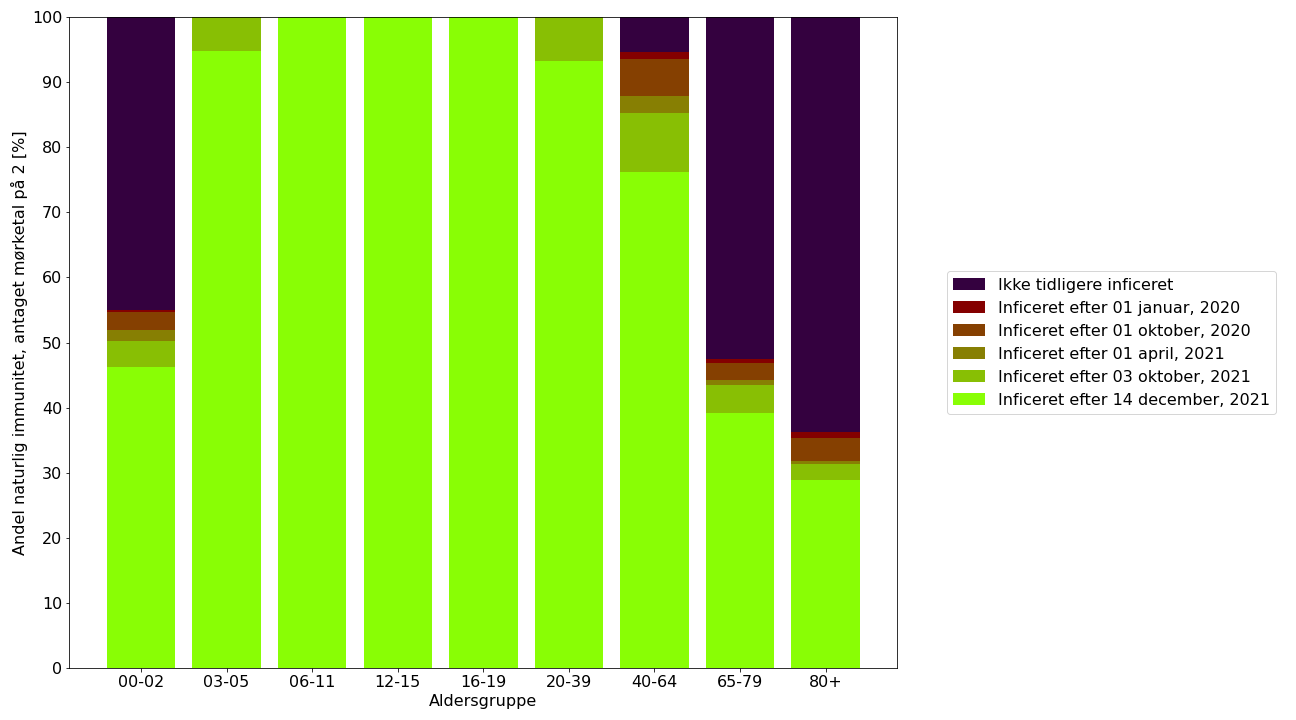 Andel naturlig immunitet, antaget mørketal på 2 [%]
100
90
80
70
60
50
40
30
20
10
0
00-02 03-05 06-11 12-15 16-19 20-39 40-64 65-79 80+
Aldersgruppe
Ikke tidligere inficeret
Inficeret efter 01 januar, 2020
Inficeret efter 01 oktober, 2020
Inficeret efter 01 april, 2021
Inficeret efter 03 oktober, 2021
Inficeret efter 14 december, 2021